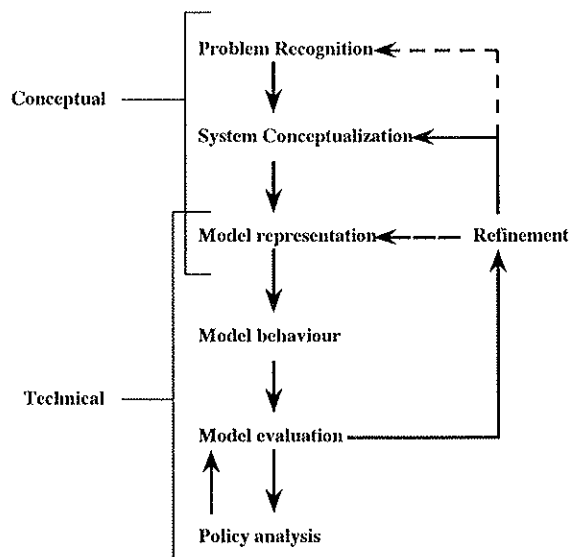 Problem Recognition
Conceptual
System Conceptualization
Model representation
Refinement
Model behaviour
Technical
Model evaluation
Policy analysis